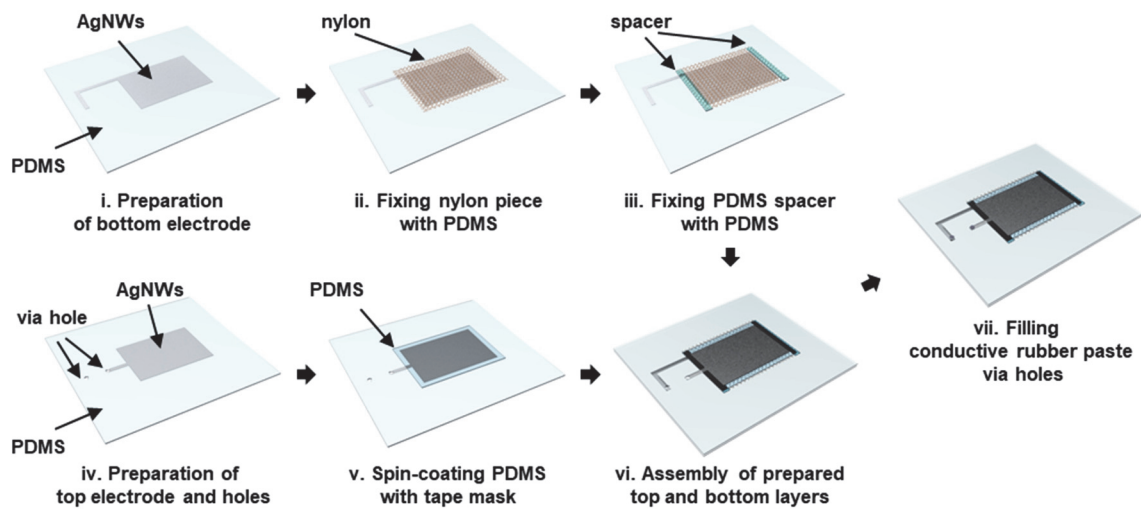 AgNWs
PDMS
i. Preparation
of bottom electrode
nylon
ii. Fixing nylon piece
with PDMS
spacer
iii. Fixing PDMS spacer
with PDMS
AgNWs
via hole
PDMS
iv. Preparation of
top electrode and holes
PDMS
v. Spin-coating PDMS
with tape mask
vi. Assembly of prepared
top and bottom layers
vii. Filling
conductive rubber paste
via holes